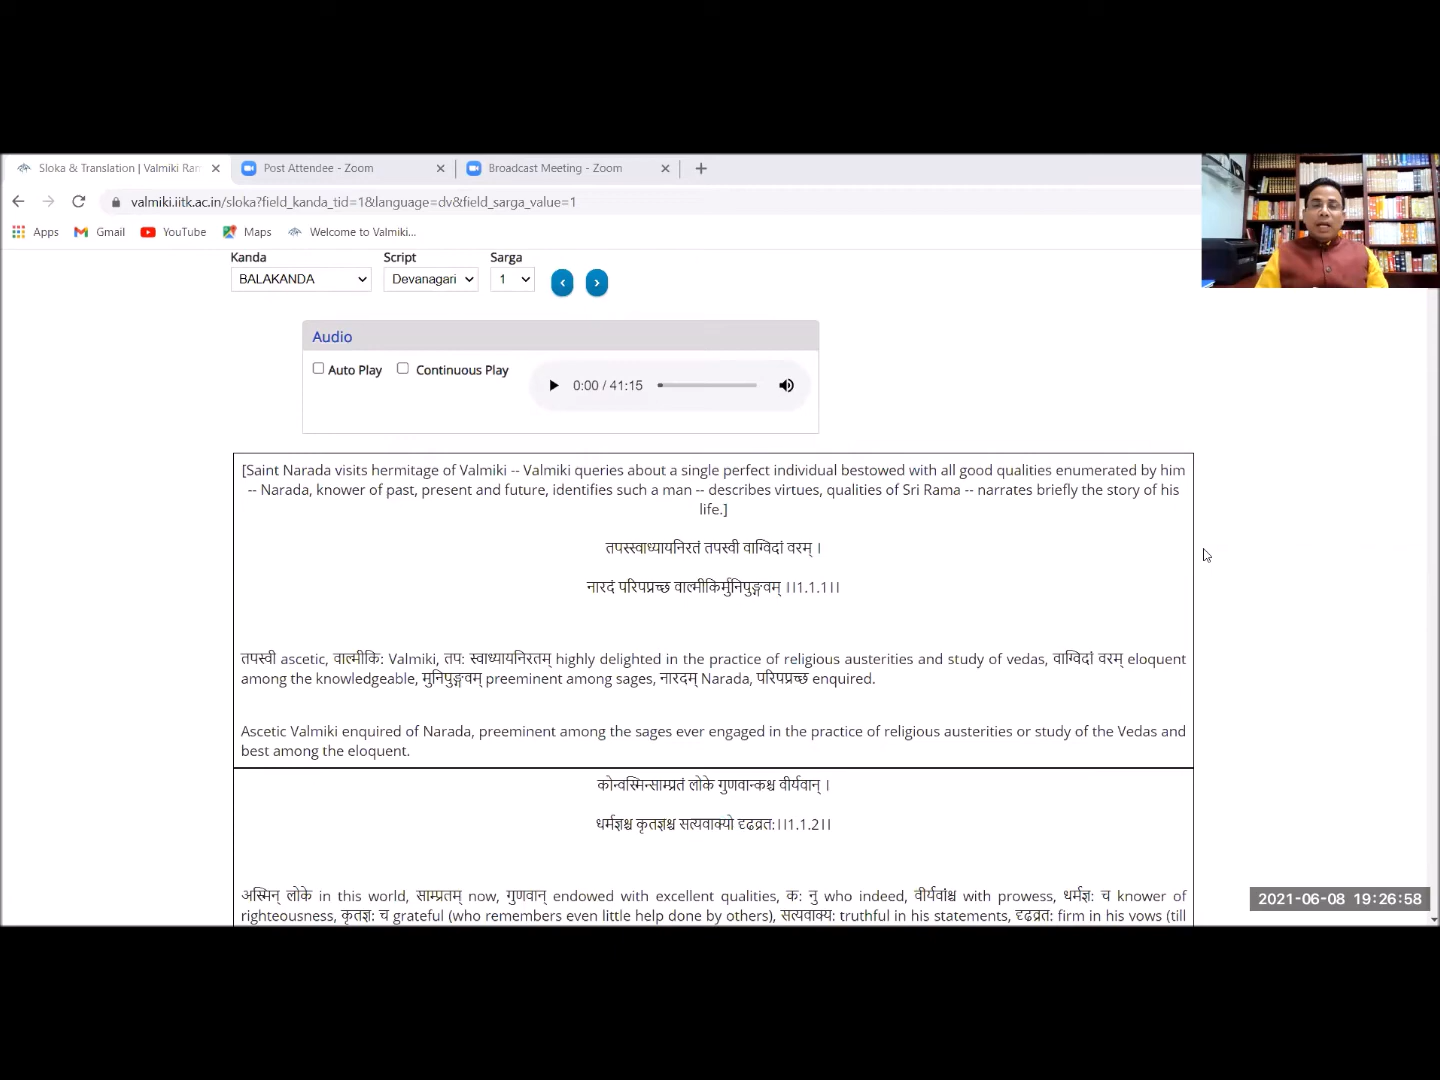 Sloka & Translation | Valmiki Ran
Post Attendee - Zoom
Broadcast Meeting - Zoom
valmiki.iitk.ac.in/sloka?field_kanda_tid=1&language=dv&field_sarga_value=1
Apps Gmail YouTube Maps Welcome to Valmiki...
Kanda Script Sarga
BALAKANDA Devanagari 1
Audio
Auto Play Continuous Play 0:00 / 41:15
[Saint Narada visits hermitage of Valmiki -- Valmiki queries about a single perfect individual bestowed with all good qualities enumerated by him
-- Narada, knower of past, present and future, identifies such a man -- describes virtues, qualities of Sri Rama -- narrates briefly the story of his
life.]
तपस्स्वाध्यायनिरतं तपस्वी वाग्विदां वरम् ।
नारदं परिपप्रच्छ वाल्मीकिर्मुनिपुङ्गवम् ।।1.1.1।।
तपस्वी ascetic, वाल्मीकि: Valmiki, तप: स्वाध्यायनिरतम् highly delighted in the practice of religious austerities and study of vedas, वाग्विदां वरम् eloquent
among the knowledgeable, मुनिपुङ्गवम् preeminent among sages, नारदम् Narada, परिपप्रच्छ enquired.
Ascetic Valmiki enquired of Narada, preeminent among the sages ever engaged in the practice of religious austerities or study of the Vedas and
best among the eloquent.
कोन्वस्मिन्साम्प्रतं लोके गुणवान्कश्च वीर्यवान् ।
धर्मज्ञश्च कृतज्ञश्च सत्यवाक्यो दृढव्रत:।।1.1.2।।
अस्मिन् लोके in this world, साम्प्रतम् now, गुणवान् endowed with excellent qualities, क: नु who indeed, वीर्यवांश्च with prowess, धर्मज्ञ: च knower of
righteousness, कृतज्ञ: च grateful (who remembers even little help done by others), सत्यवाक्य: truthful in his statements, दृढव्रत: firm in his vows (till
2021-06-08 19:26:58